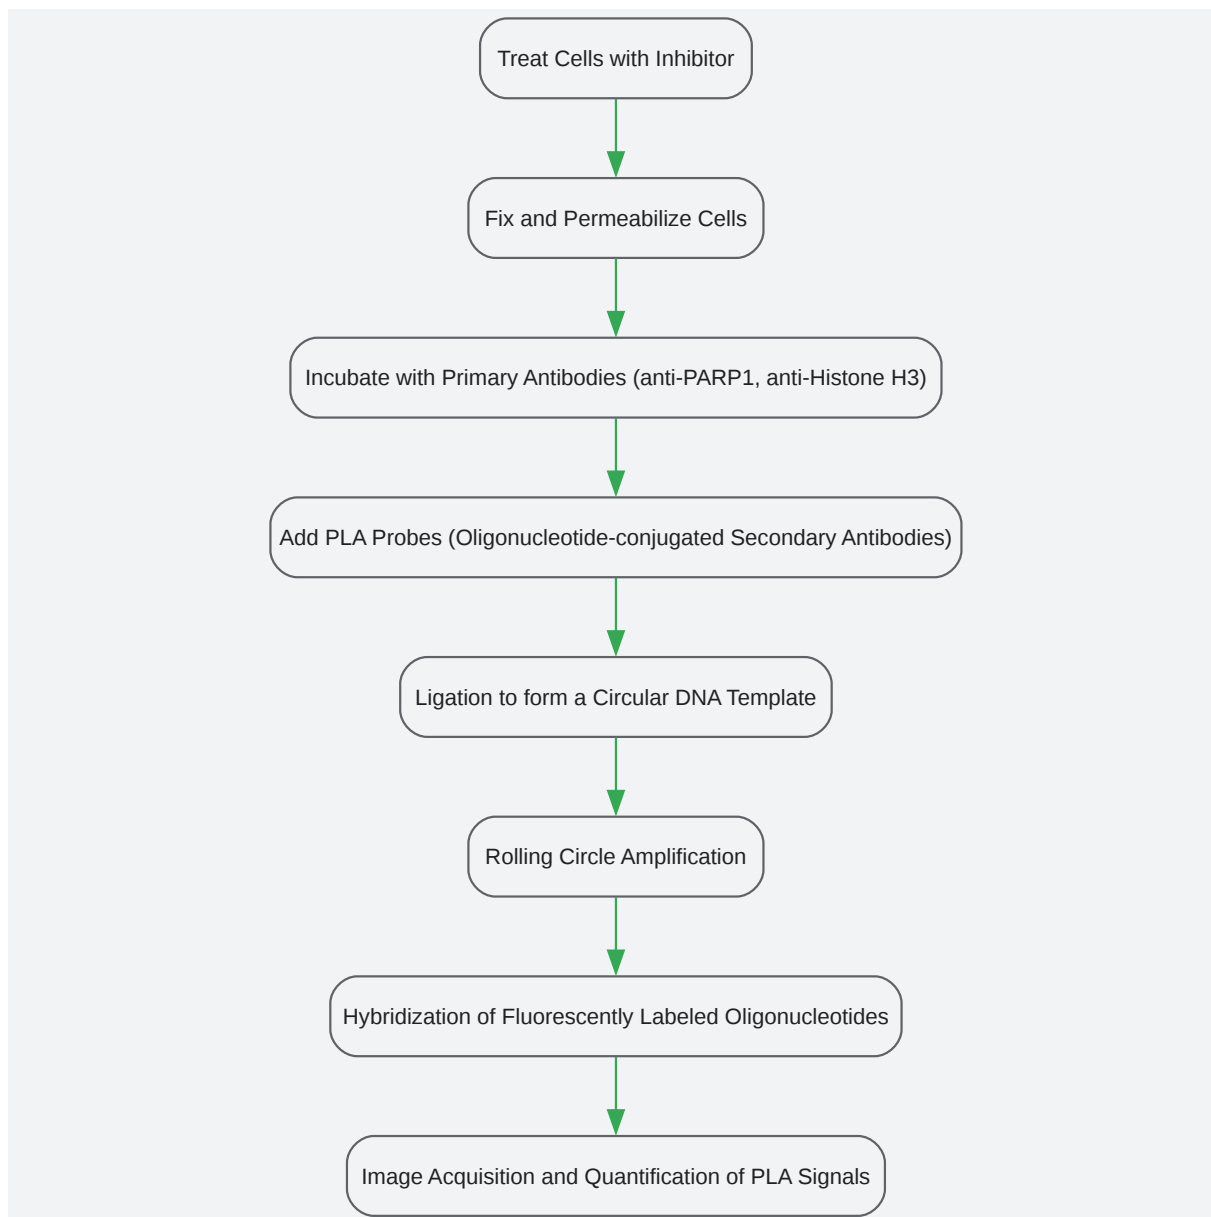 Treat Cells with Inhibitor
Fix and Permeabilize Cells
Incubate with Primary Antibodies (anti-PARP1, anti-Histone H3)
Add PLA Probes (Oligonucleotide-conjugated Secondary Antibodies)
Ligation to form a Circular DNA Template
Rolling Circle Amplification
Hybridization of Fluorescently Labeled Oligonucleotides
Image Acquisition and Quantification of PLA Signals